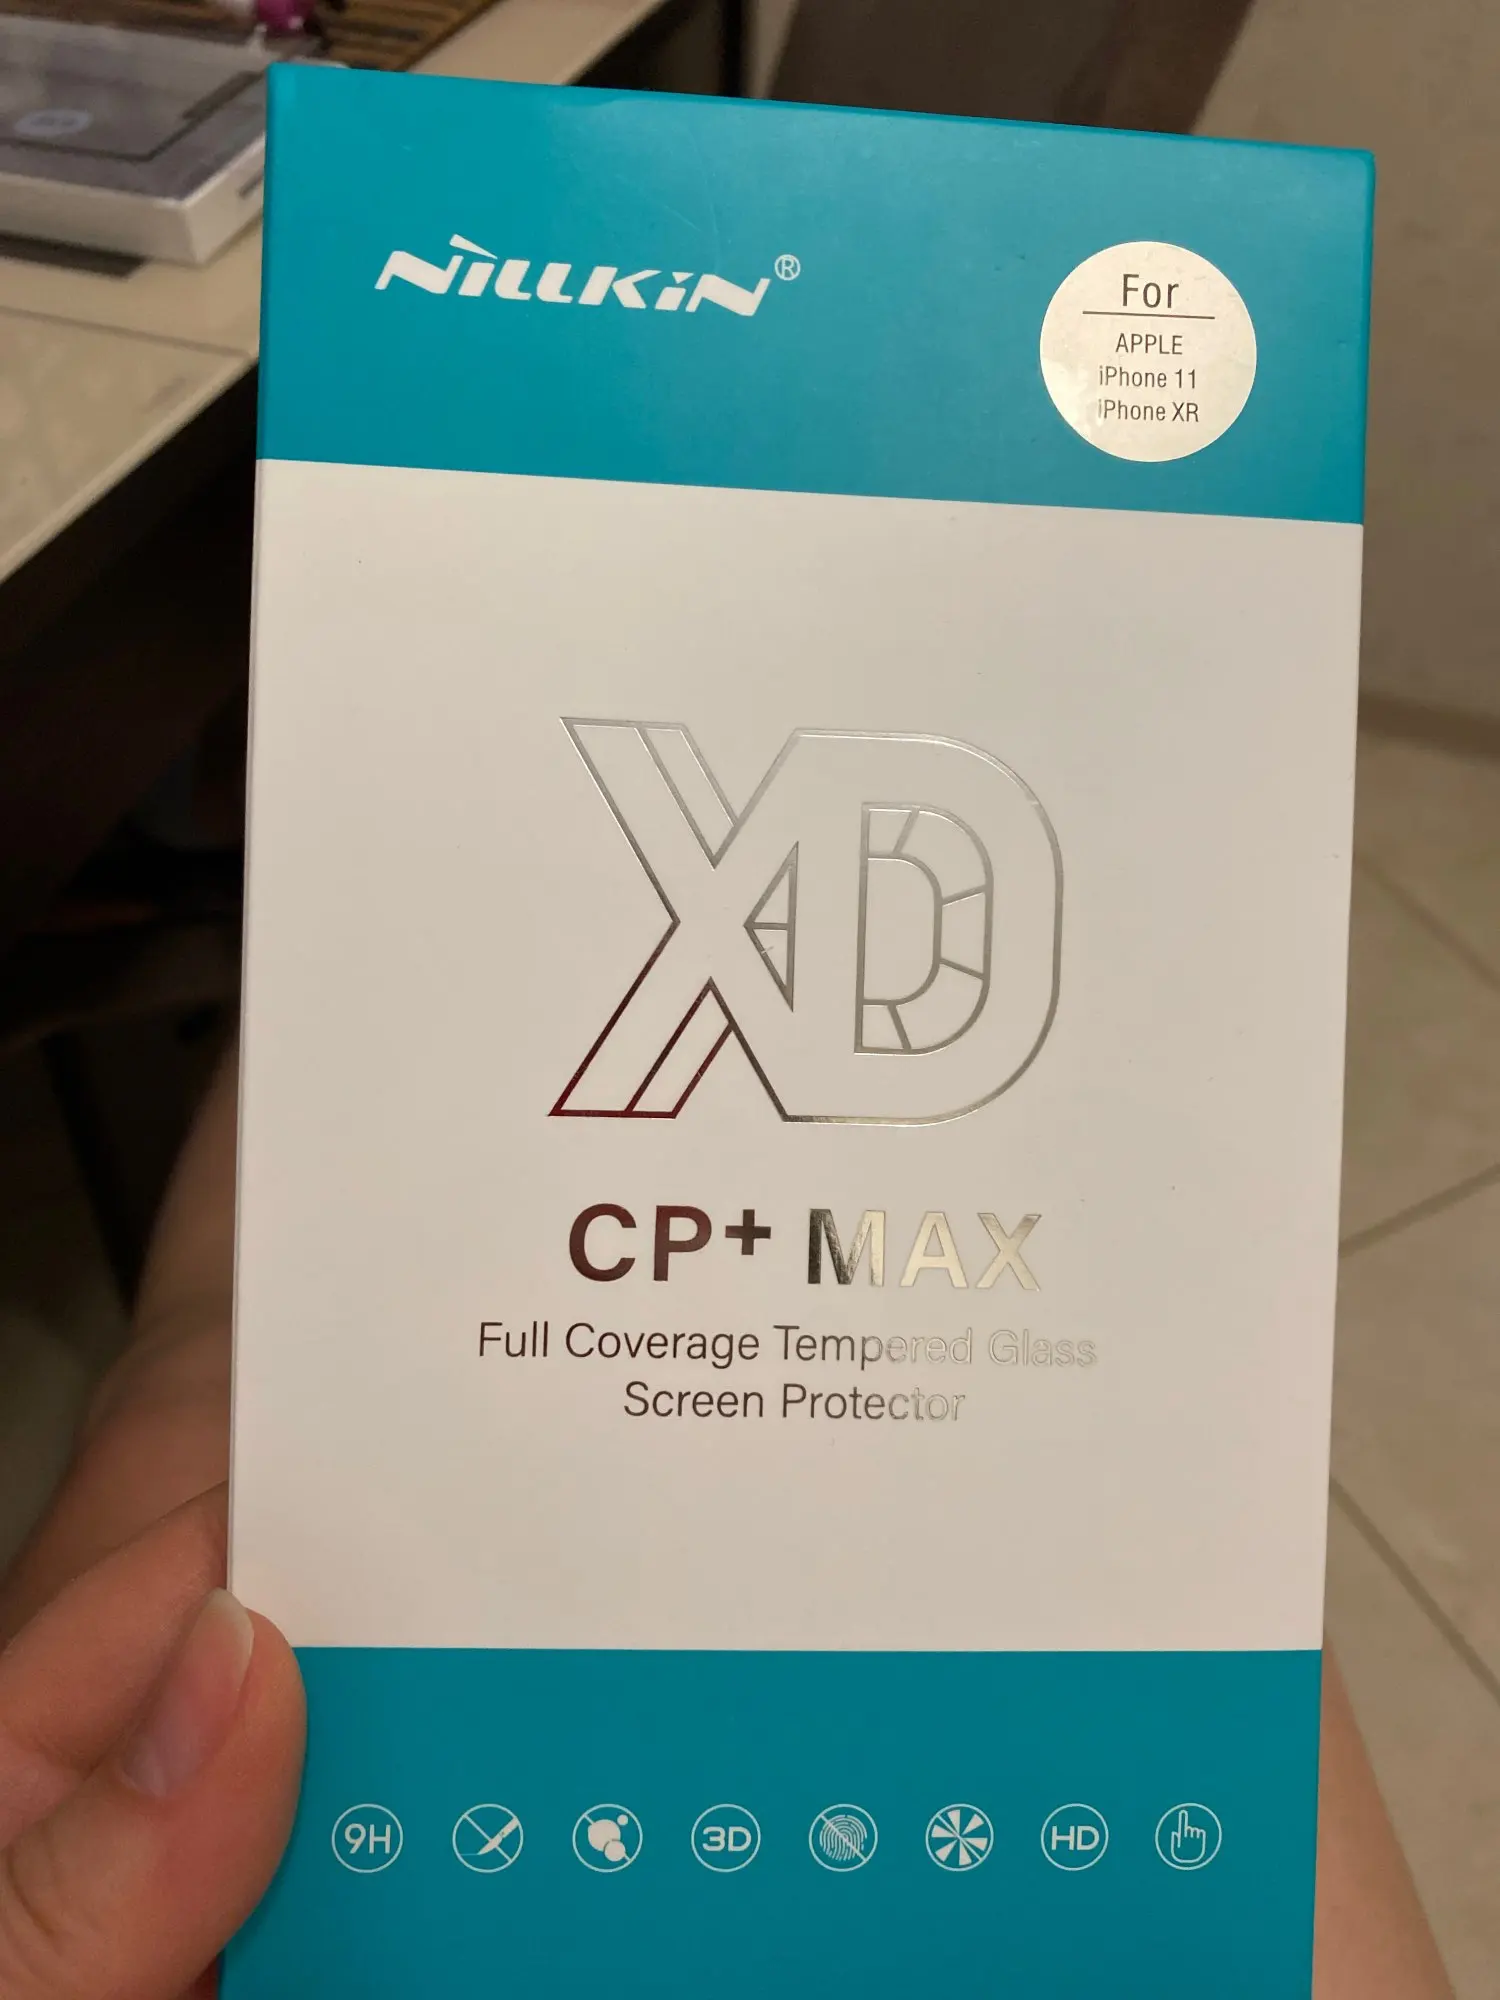 NILLKIN®
For
APPLE
iPhone 11
iPhone XR
XD
CP+ MAX
Full Coverage Tempered Glass
Screen Protector
9H
3D
HD